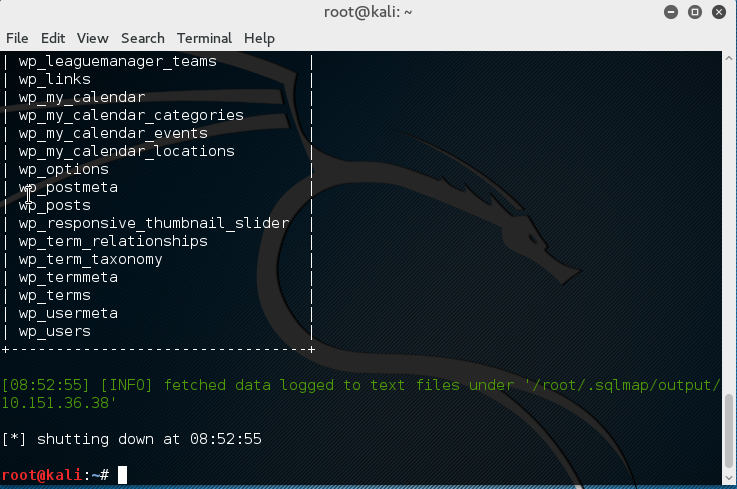 root@kali: ~
File Edit View Search Terminal Help
| wp_leaguemanager_teams |
| wp_links |
| wp_my_calendar |
| wp_my_calendar_categories |
| wp_my_calendar_events |
| wp_my_calendar_locations |
| wp_options |
| wp_postmeta |
| wp_posts |
| wp_responsive_thumbnail_slider |
| wp_term_relationships |
| wp_term_taxonomy |
| wp_termmeta |
| wp_terms |
| wp_usermeta |
| wp_users |
+--------------------------------+
[08:52:55] [INFO] fetched data logged to text files under '/root/.sqlmap/output/
10.151.36.38'
[*] shutting down at 08:52:55
root@kali:~#